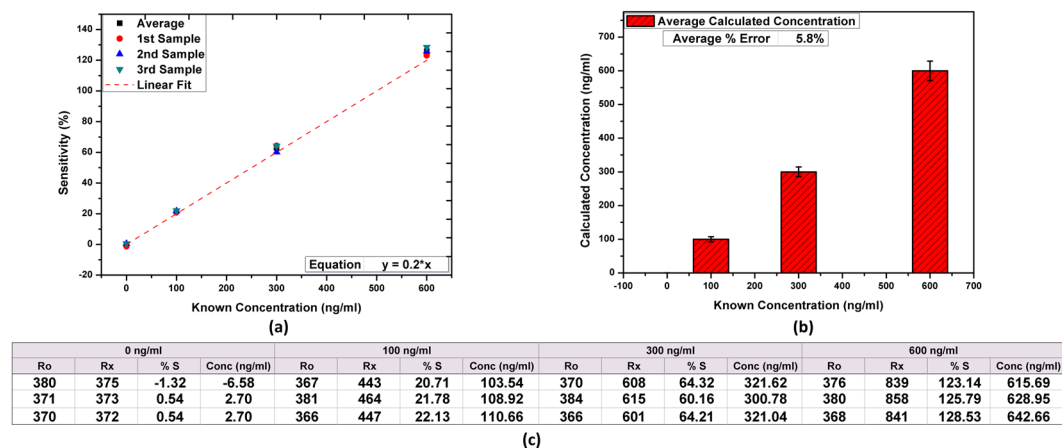 Average
1st Sample
2nd Sample
3rd Sample
Linear Fit
Sensitivity (%)
140
120
100
80
60
40
20
0
-20
Equation y = 0.2*x
0 100 200 300 400 500 600
Known Concentration (ng/ml)
(a)
Average Calculated Concentration
Average % Error 5.8%
Calculated Concentration (ng/ml)
700
600
500
400
300
200
100
0
-100 0 100 200 300 400 500 600 700
Known Concentration (ng/ml)
(b)
0 ng/ml 100 ng/ml 300 ng/ml 600 ng/ml
Ro Rx % S Conc (ng/ml) Ro Rx % S Conc (ng/ml) Ro Rx % S Conc (ng/ml) Ro Rx % S Conc (ng/ml)
380 375 -1.32 -6.58 367 443 20.71 103.54 370 608 64.32 321.62 376 839 123.14 615.69
371 373 0.54 2.70 381 464 21.78 108.92 384 615 60.16 300.78 380 858 125.79 628.95
370 372 0.54 2.70 366 447 22.13 110.66 366 601 64.21 321.04 368 841 128.53 642.66
(c)